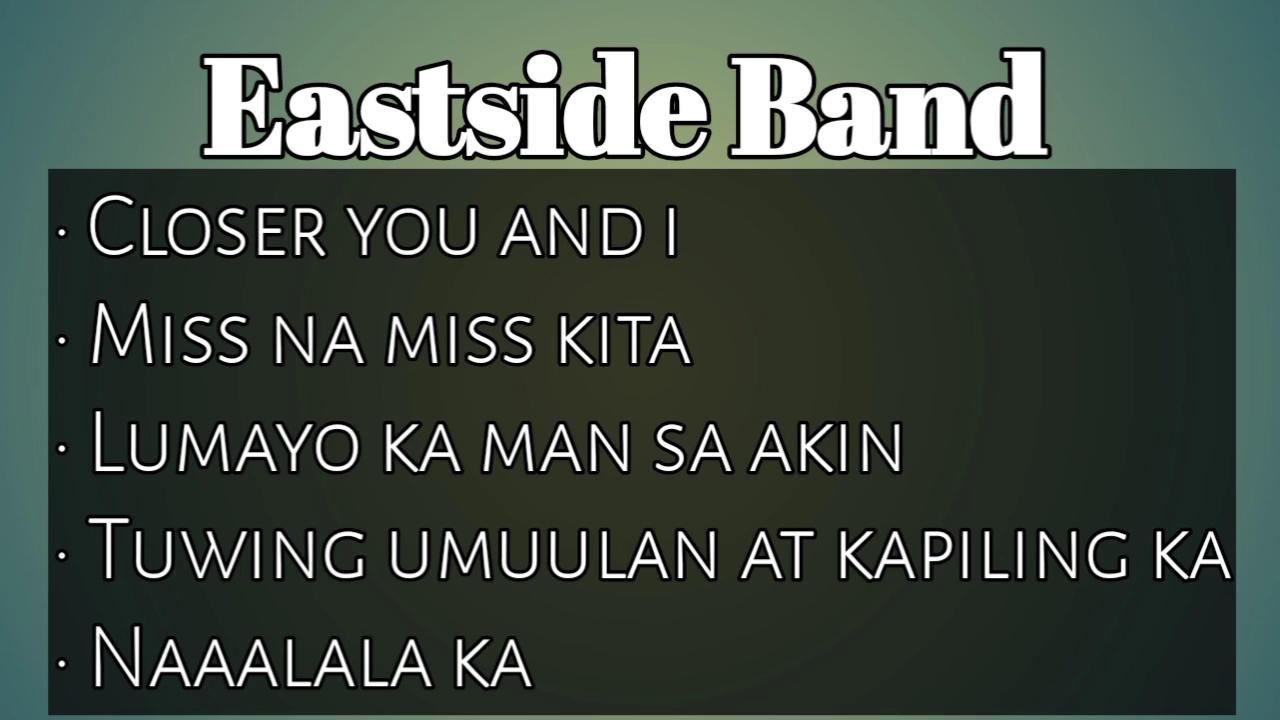 Eastside Band
· Closer you and i
· Miss na miss kita
· Lumayo ka man sa akin
· Tuwing umuulan at kapiling ka
· Naaalala ka